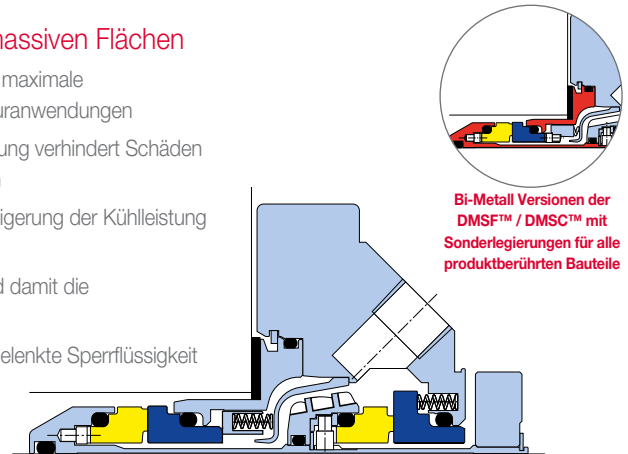 massiven Flächen
maximale
uranwendungen
ung verhindert Schäden
igerung der Kühlleistung
d damit die
elenkte Sperrflüssigkeit
Bi-Metall Versionen der
DMSF™ / DMSC™ mit
Sonderlegierungen für alle
produktberührten Bauteile